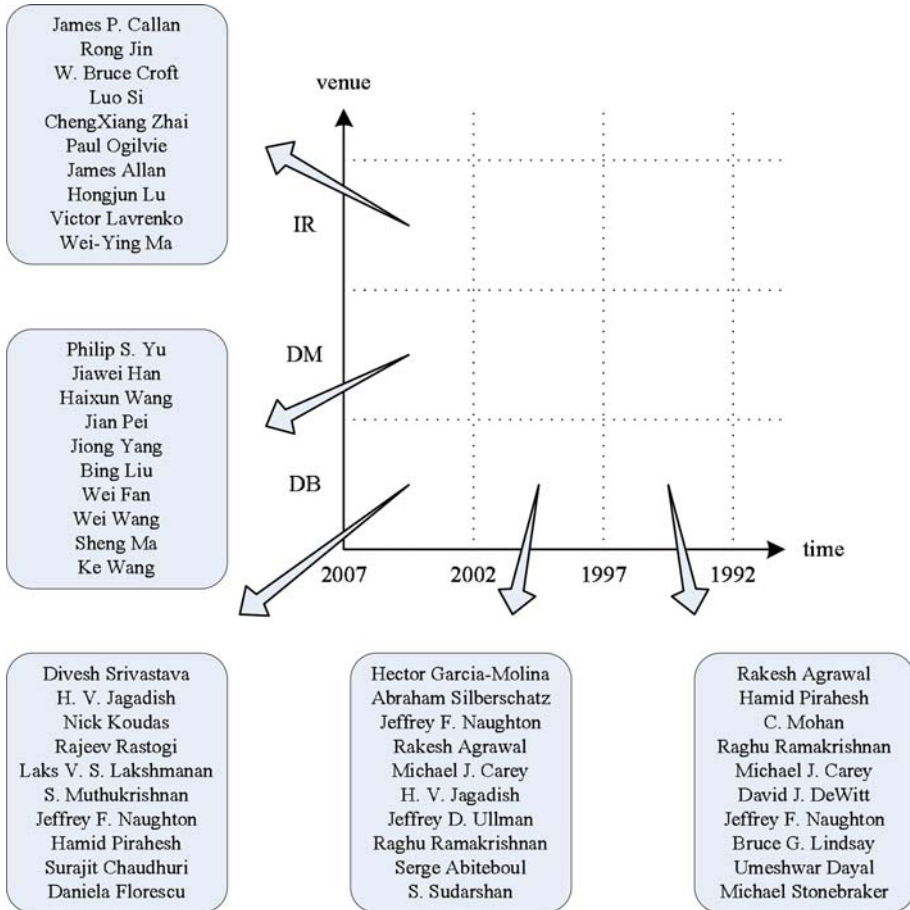 James P. Callan
Rong Jin
W. Bruce Croft
Luo Si
ChengXiang Zhai
Paul Ogilvie
James Allan
Hongjun Lu
Victor Lavrenko
Wei-Ying Ma
venue
IR
DM
DB
Philip S. Yu
Jiawei Han
Haixun Wang
Jian Pei
Jiong Yang
Bing Liu
Wei Fan
Wei Wang
Sheng Ma
Ke Wang
time
2007 2002 1997 1992
Divesh Srivastava
H. V. Jagadish
Nick Koudas
Rajeev Rastogi
Laks V. S. Lakshmanan
S. Muthukrishnan
Jeffrey F. Naughton
Hamid Pirahesh
Surajit Chaudhuri
Daniela Florescu
Hector Garcia-Molina
Abraham Silberschatz
Jeffrey F. Naughton
Rakesh Agrawal
Michael J. Carey
H. V. Jagadish
Jeffrey D. Ullman
Raghu Ramakrishnan
Serge Abiteboul
S. Sudarshan
Rakesh Agrawal
Hamid Pirahesh
C. Mohan
Raghu Ramakrishnan
Michael J. Carey
David J. DeWitt
Jeffrey F. Naughton
Bruce G. Lindsay
Umeshwar Dayal
Michael Stonebraker